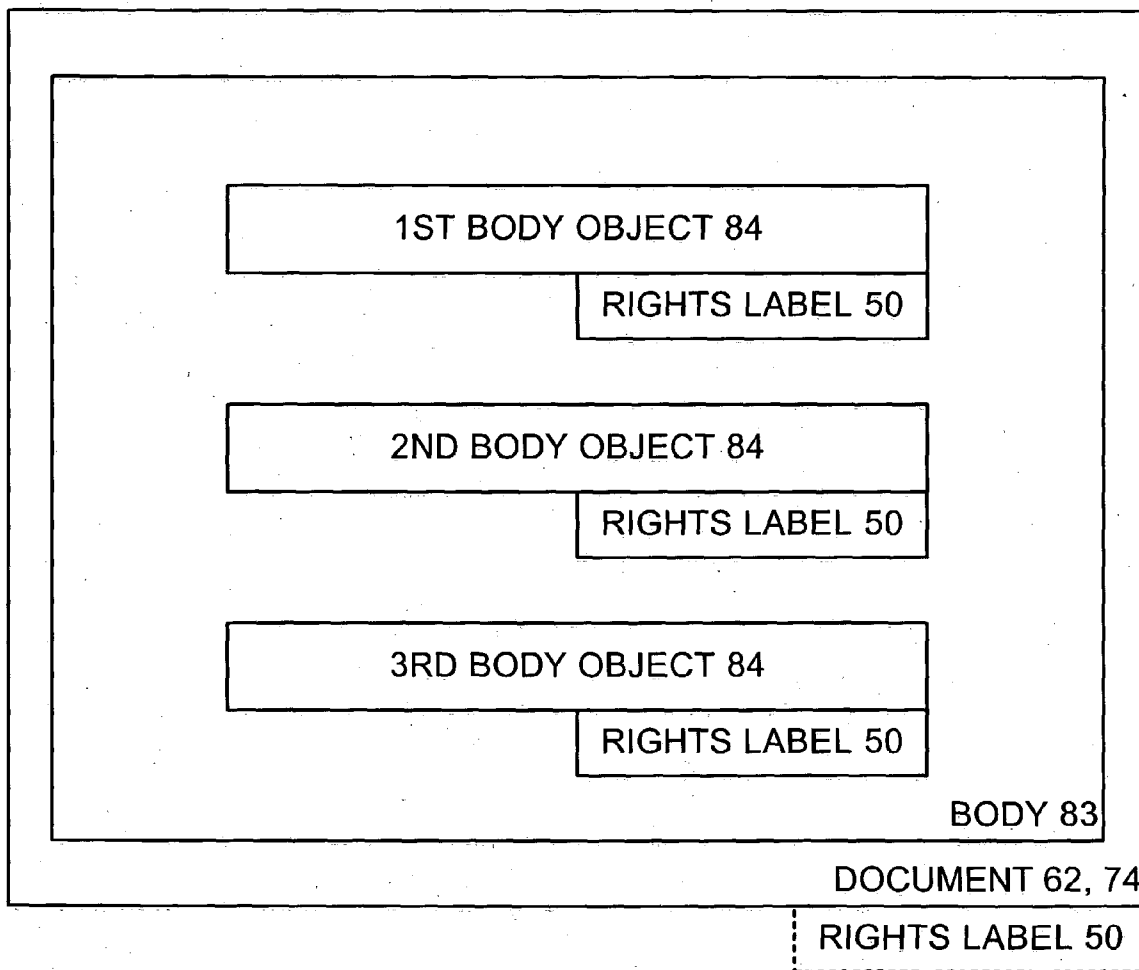 1ST BODY OBJECT 84
RIGHTS LABEL 50
2ND BODY OBJECT 84
RIGHTS LABEL 50
3RD BODY OBJECT 84
RIGHTS LABEL 50
BODY 83
DOCUMENT 62, 74
RIGHTS LABEL 50